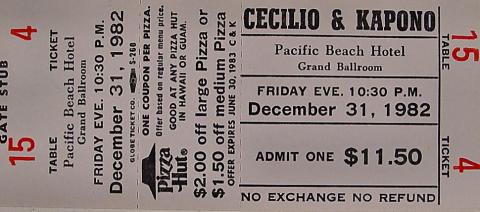 GATE STUB
15
4
TABLE
TICKET
Pacific Beach Hotel
Grand Ballroom
FRIDAY EVE. 10:30 P.M.
December 31, 1982
GLOBE TICKET CO. S-260
ONE COUPON PER PIZZA.
Offer based on regular menu price.
GOOD AT ANY PIZZA HUT
IN HAWAII OR GUAM.
Pizza
Hut®
$2.00 off large Pizza or
$1.50 off medium Pizza
OFFER EXPIRES JUNE 30, 1983 C & K
CECILIO & KAPONO
Pacific Beach Hotel
Grand Ballroom
FRIDAY EVE. 10:30 P.M.
December 31, 1982
ADMIT ONE $11.50
NO EXCHANGE NO REFUND
15
TABLE
TICKET
4